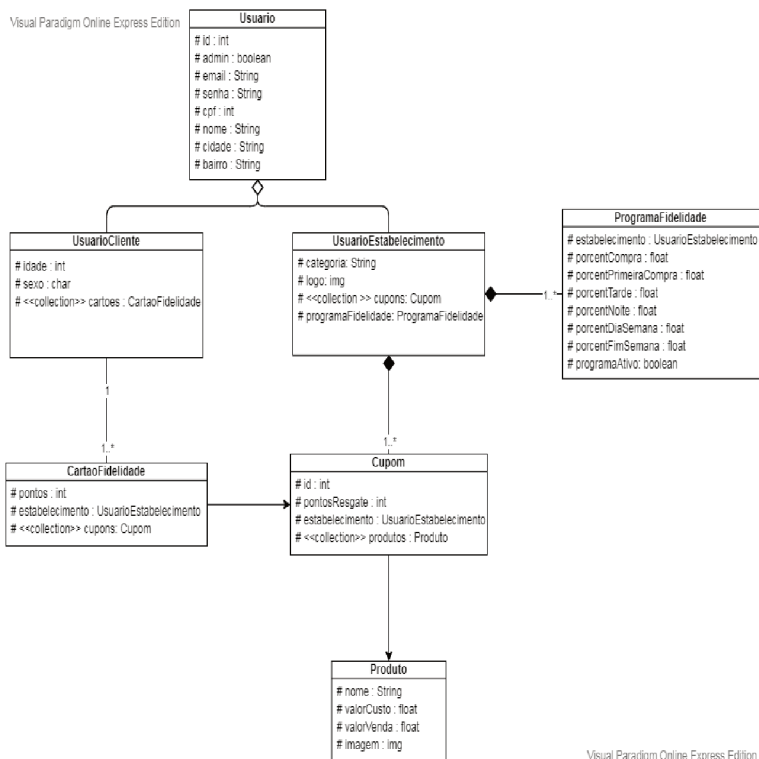 Visual Paradigm Online Express Edition
Usuario
# id : int
# admin : boolean
# email : String
# senha : String
# cpf : int
# nome : String
# cidade : String
# bairro : String
UsuarioCliente
# idade : int
# sexo : char
# <<collection>> cartoes : CartaoFidelidade
UsuarioEstabelecimento
# categoria: String
# logo: img
# <<collection >> cupons: Cupom
# programaFidelidade: ProgramaFidelidade
1..*
ProgramaFidelidade
# estabelecimento : UsuarioEstabelecimento
# porcentCompra : float
# porcentPrimeiraCompra : float
# porcentTarde : float
# porcentNoite : float
# porcentDiaSemana : float
# porcentFimSemana : float
# programaAtivo: boolean
1
1..*
1..*
CartaoFidelidade
# pontos : int
# estabelecimento : UsuarioEstabelecimento
# <<collection>> cupons: Cupom
Cupom
# id : int
# pontosResgate : int
# estabelecimento : UsuarioEstabelecimento
# <<collection>> produtos : Produto
Produto
# nome : String
# valorCusto : float
# valorVenda : float
# imagem : img
Visual Paradigm Online Express Edition